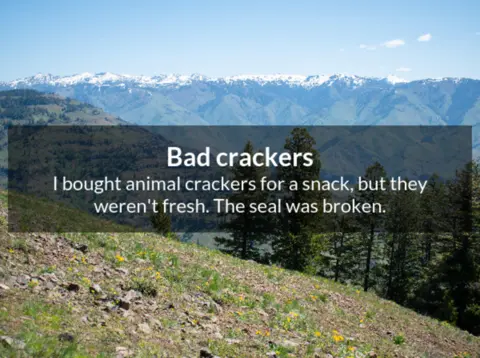 Bad crackers
I bought animal crackers for a snack, but they
weren't fresh. The seal was broken.